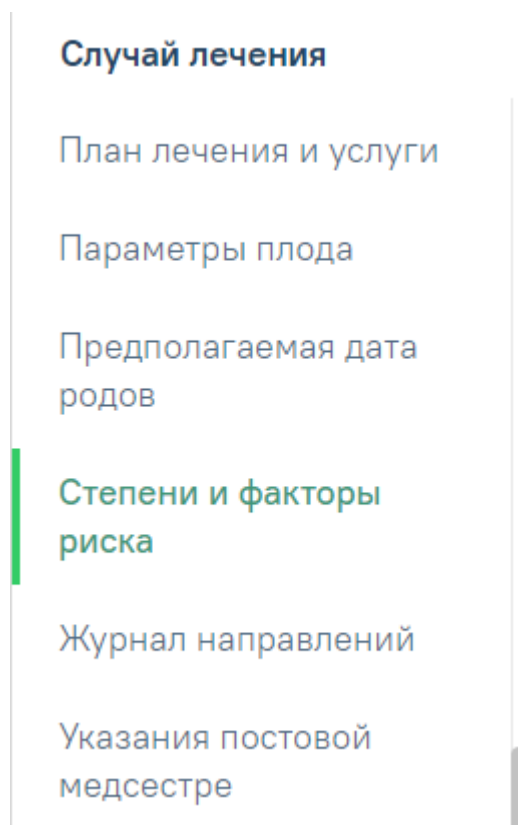 Случай лечения
План лечения и услуги
Параметры плода
Предполагаемая дата
родов
Степени и факторы
риска
Журнал направлений
Указания постовой
медсестре